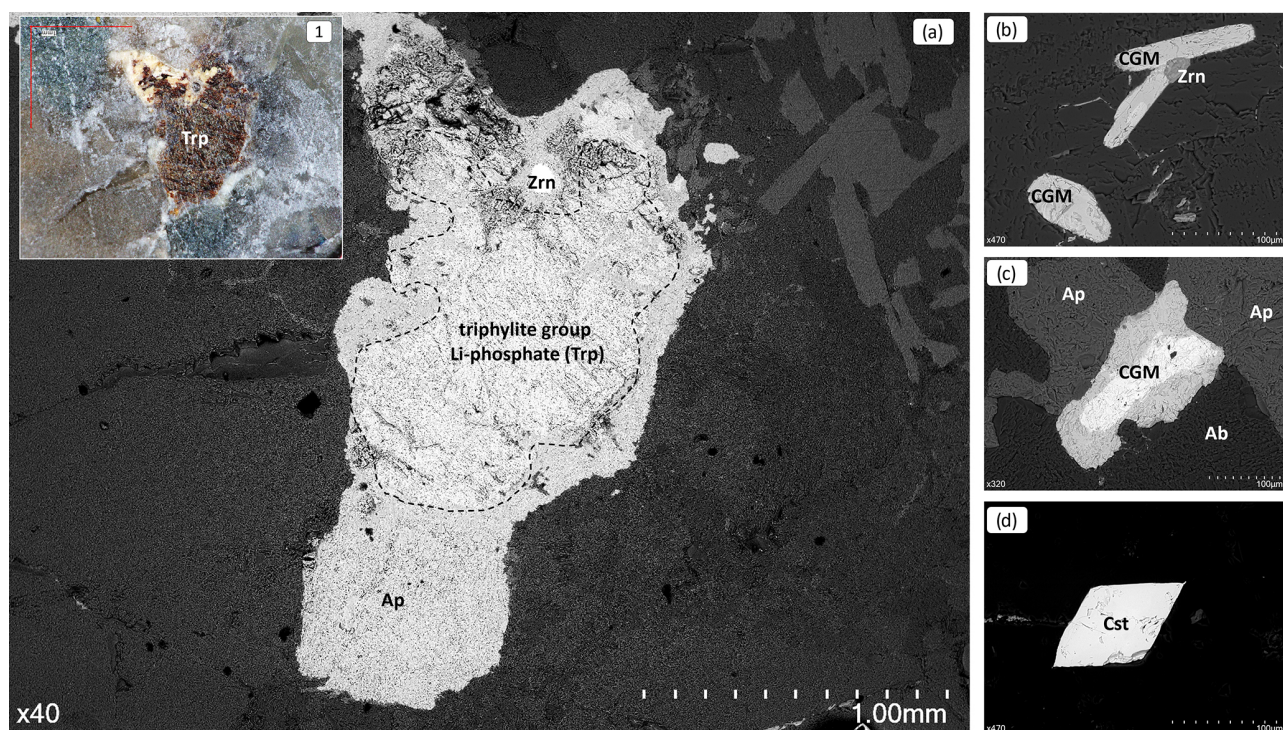 1
Trp
(a)
Zrn
triphylite group
Li-phosphate (Trp)
Ap
x40
1.00mm
(b)
CGM
Zrn
CGM
x470
100µm
(c)
Ap
Ap
CGM
Ab
x320
100µm
(d)
Cst
x470
100µm